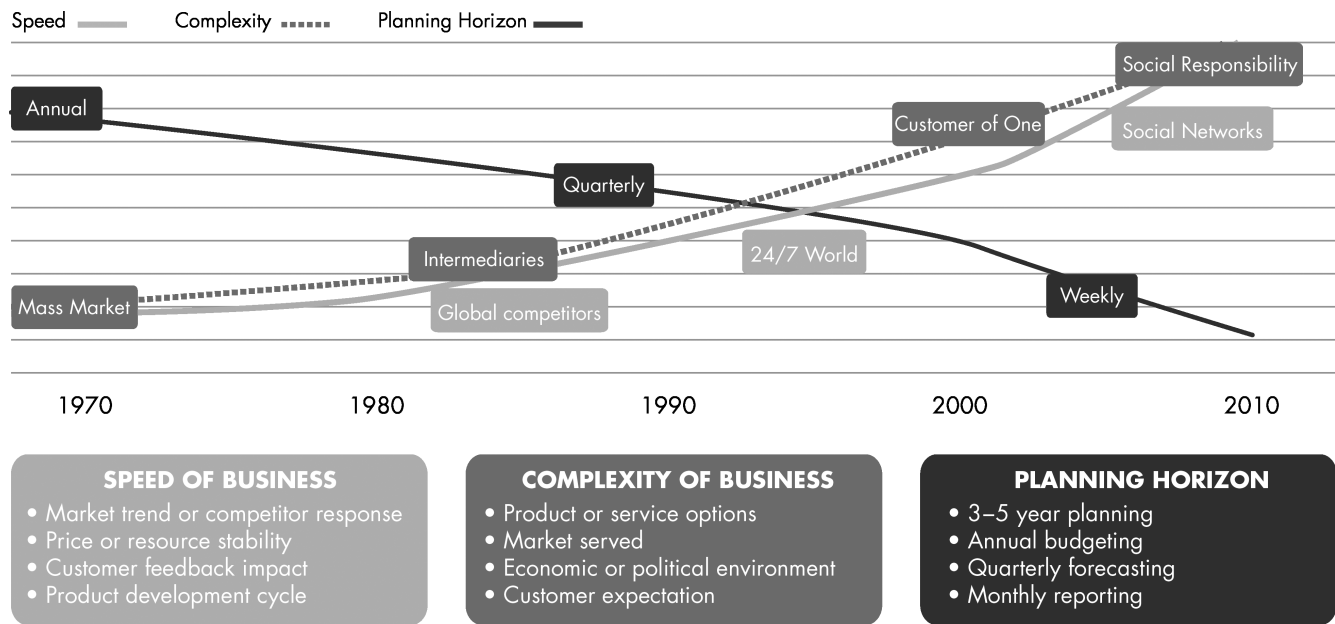 Speed
Complexity
Planning Horizon
Social Responsibility
Annual
Customer of One
Social Networks
Quarterly
Intermediaries
24/7 World
Weekly
Mass Market
Global competitors
1970 1980 1990 2000 2010
SPEED OF BUSINESS
• Market trend or competitor response
• Price or resource stability
• Customer feedback impact
• Product development cycle
COMPLEXITY OF BUSINESS
• Product or service options
• Market served
• Economic or political environment
• Customer expectation
PLANNING HORIZON
• 3–5 year planning
• Annual budgeting
• Quarterly forecasting
• Monthly reporting